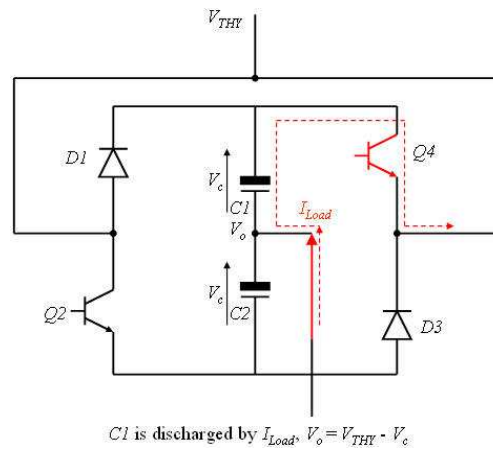 V_THY
D1
Q4
V_c
C1
I_Load
V_o
V_c
C2
Q2
D3
C1 is discharged by I_Load, V_o = V_THY - V_c